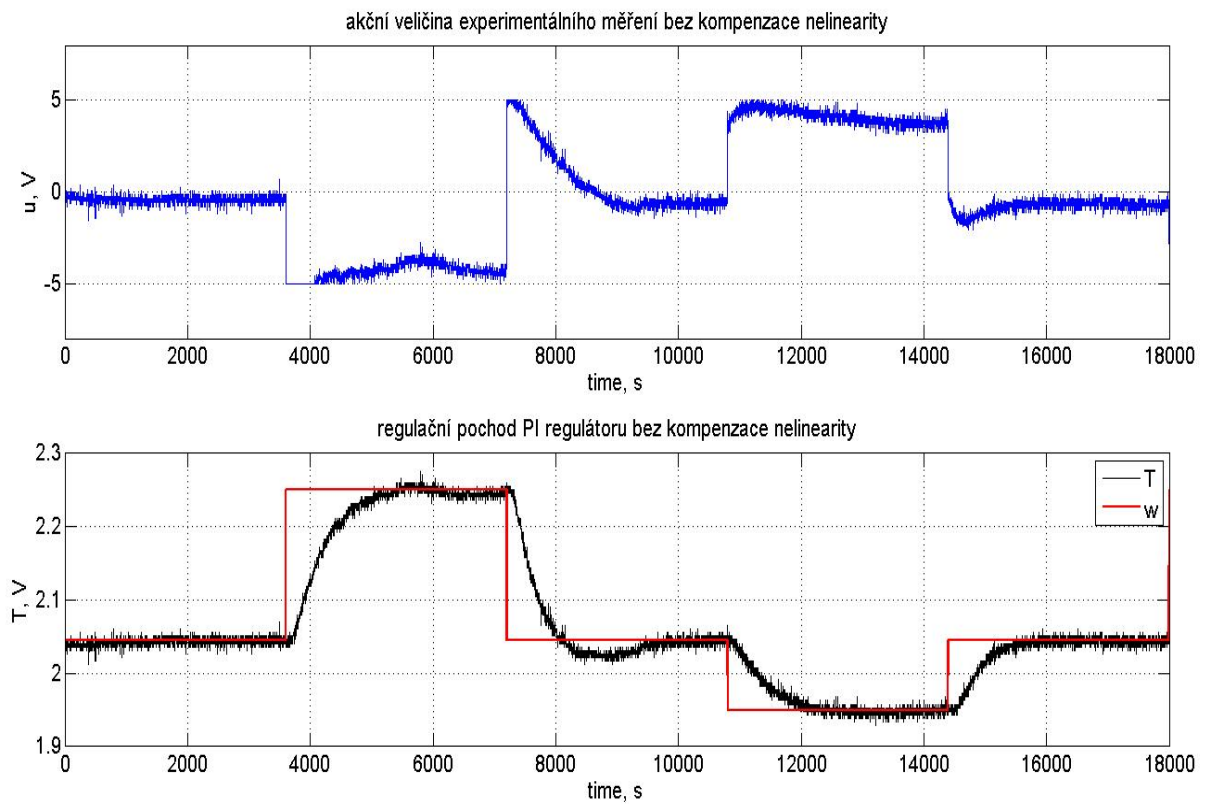 akční veličina experimentálního měření bez kompenzace nelinearity
5
0
-5
u, V
0 2000 4000 6000 8000 10000 12000 14000 16000 18000
time, s
regulační pochod PI regulátoru bez kompenzace nelinearity
2.3
2.2
2.1
2
1.9
T, V
T
w
0 2000 4000 6000 8000 10000 12000 14000 16000 18000
time, s